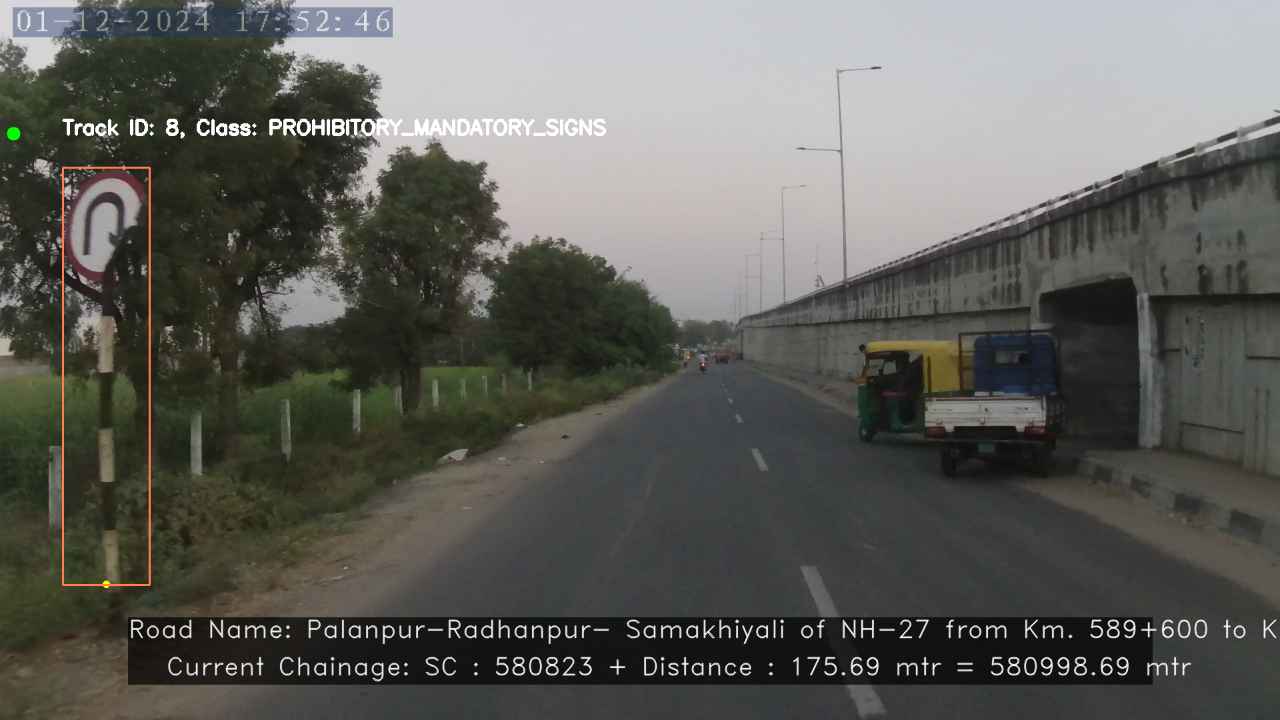 01-12-2024 17:52:46
Track ID: 8, Class: PROHIBITORY_MANDATORY_SIGNS
Road Name: Palanpur-Radhanpur- Samakhiyali of NH-27 from Km. 589+600 to K
Current Chainage: SC : 580823 + Distance : 175.69 mtr = 580998.69 mtr